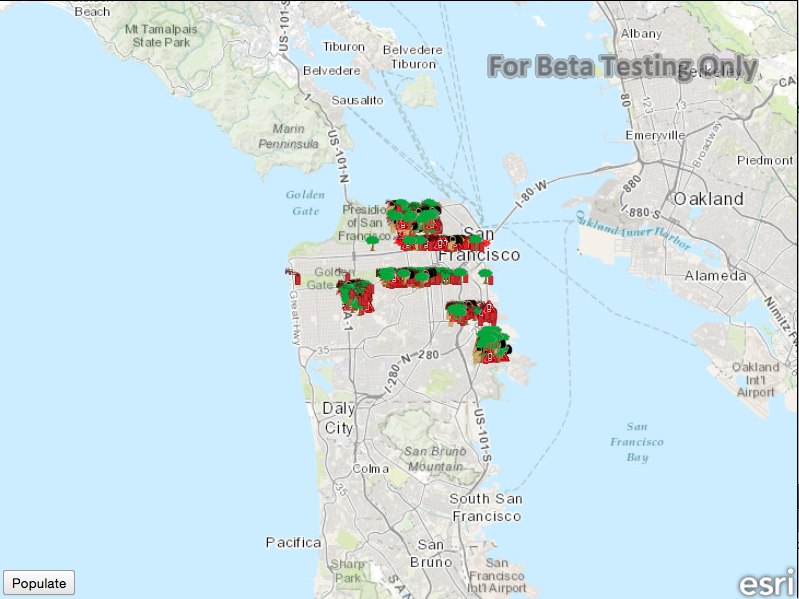 Beach
Mt Tamalpais
State Park
US-101-S
Tiburon
Belvedere
Tiburon
Belvedere
Sausalito
1
Marin
Penninsula
US-101-N
Albany
For Beta Testing Only
Berkeley
CA
80
123
Broadway
Emeryville
Piedmont
880
I-80 W
I-880 S
Oakland
Oakland Inner Harbor
Golden
Gate
Presidio
of San
Francisco
San
Francisco
Golden
Gate
Great Hwy
A-1
Alameda
Nimitz Fw
35
I-280-N
280
Oakland
Int'l
Airport
Daly
City
US-101-S
San
Francisco
Bay
San Bruno
Mountain
Colma
35
South San
Francisco
Pacifica
San
Bruno
Sharp
Park
San
Francisco
Int'l Airport
Populate
esri